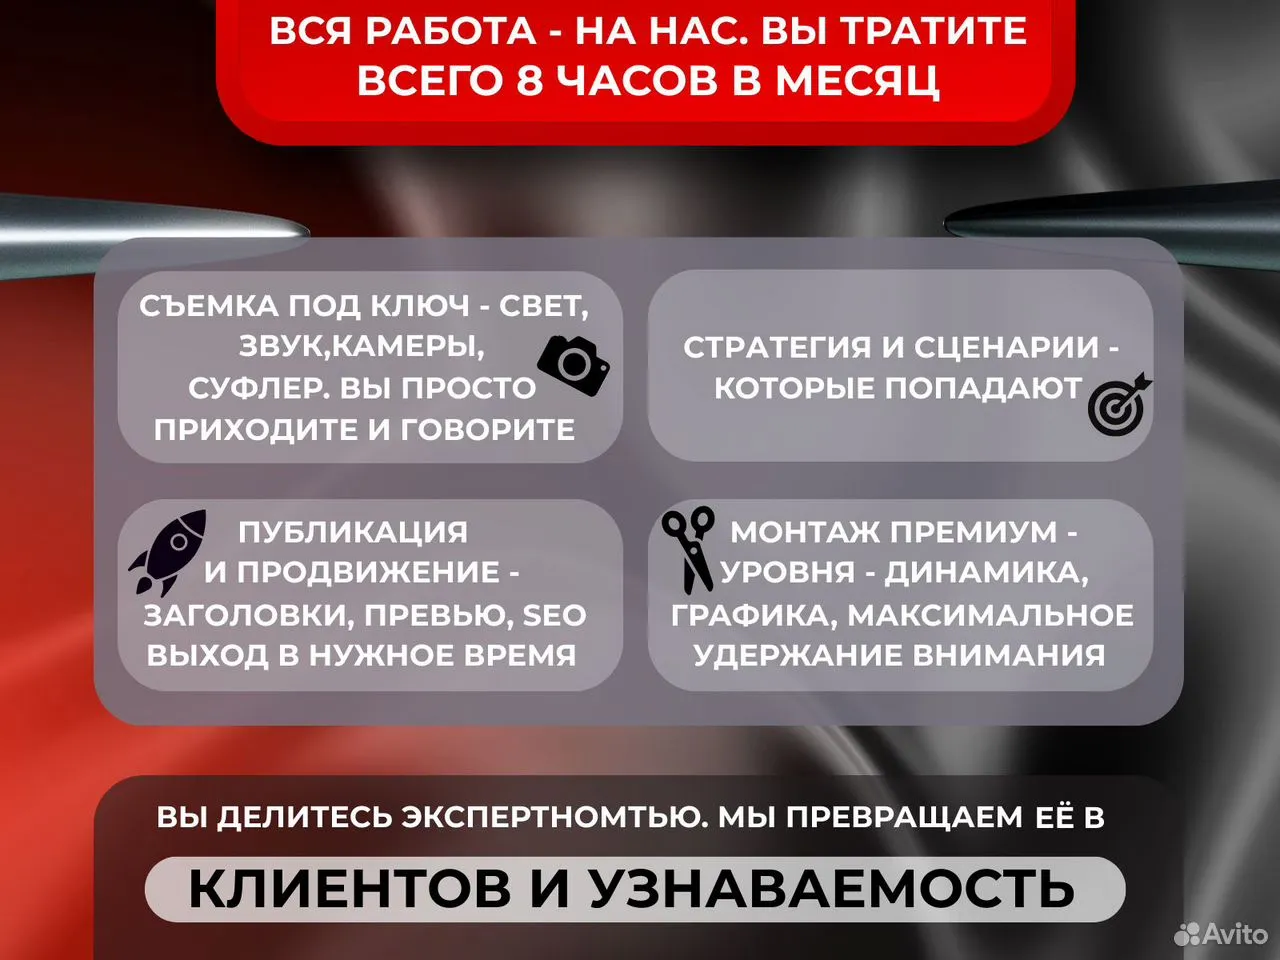 ВСЯ РАБОТА - НА НАС. ВЫ ТРАТИТЕ
ВСЕГО 8 ЧАСОВ В МЕСЯЦ
СЪЕМКА ПОД КЛЮЧ - СВЕТ,
ЗВУК,КАМЕРЫ,
СУФЛЕР. ВЫ ПРОСТО
ПРИХОДИТЕ И ГОВОРИТЕ
СТРАТЕГИЯ И СЦЕНАРИИ -
КОТОРЫЕ ПОПАДАЮТ
ПУБЛИКАЦИЯ
И ПРОДВИЖЕНИЕ -
ЗАГОЛОВКИ, ПРЕВЬЮ, SEO
ВЫХОД В НУЖНОЕ ВРЕМЯ
МОНТАЖ ПРЕМИУМ -
УРОВНЯ - ДИНАМИКА,
ГРАФИКА, МАКСИМАЛЬНОЕ
УДЕРЖАНИЕ ВНИМАНИЯ
ВЫ ДЕЛИТЕСЬ ЭКСПЕРТНОМТЬЮ. МЫ ПРЕВРАЩАЕМ ЕЁ В
КЛИЕНТОВ И УЗНАВАЕМОСТЬ
Avito